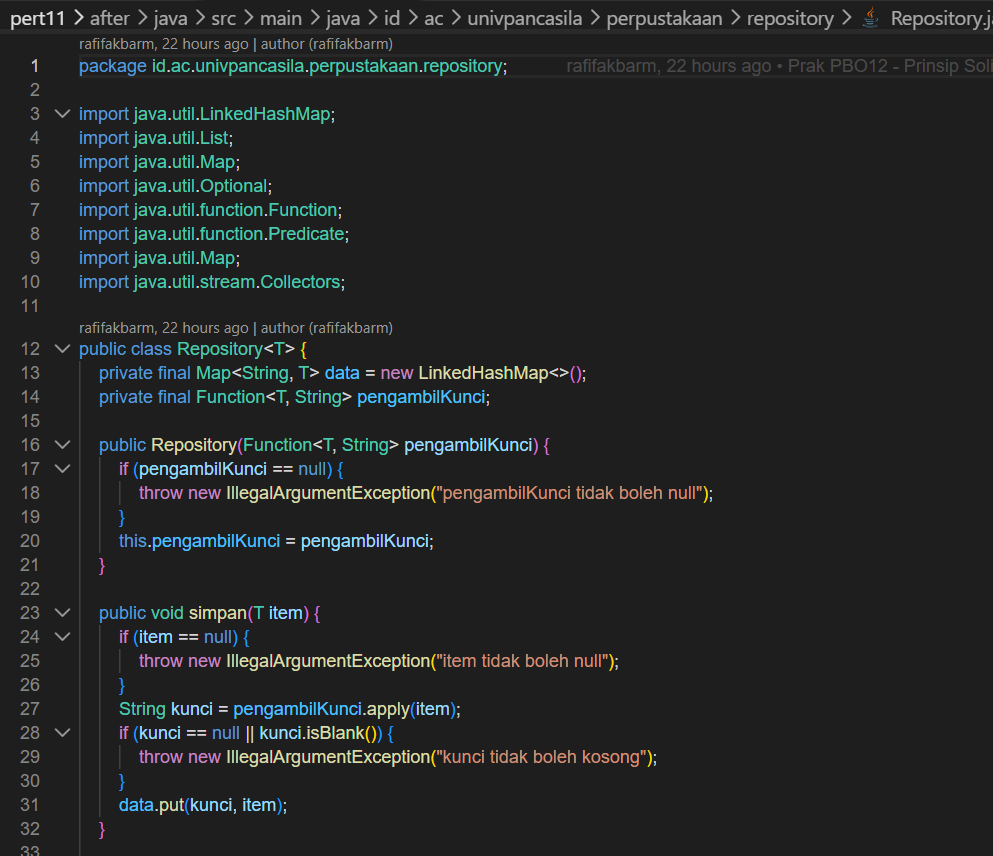 pert11 > after > java > src > main > java > id > ac > univpancasila > perpustakaan > repository > Repository.j
rafifakbarm, 22 hours ago | author (rafifakbarm)
1 package id.ac.univpancasila.perpustakaan.repository; rafifakbarm, 22 hours ago • Prak PBO12 - Prinsip Soli
2
3 import java.util.LinkedHashMap;
4 import java.util.List;
5 import java.util.Map;
6 import java.util.Optional;
7 import java.util.function.Function;
8 import java.util.function.Predicate;
9 import java.util.Map;
10 import java.util.stream.Collectors;
11
rafifakbarm, 22 hours ago | author (rafifakbarm)
12 public class Repository<T> {
13 private final Map<String, T> data = new LinkedHashMap<>();
14 private final Function<T, String> pengambilKunci;
15
16 public Repository(Function<T, String> pengambilKunci) {
17 if (pengambilKunci == null) {
18 throw new IllegalArgumentException("pengambilKunci tidak boleh null");
19 }
20 this.pengambilKunci = pengambilKunci;
21 }
22
23 public void simpan(T item) {
24 if (item == null) {
25 throw new IllegalArgumentException("item tidak boleh null");
26 }
27 String kunci = pengambilKunci.apply(item);
28 if (kunci == null || kunci.isBlank()) {
29 throw new IllegalArgumentException("kunci tidak boleh kosong");
30 }
31 data.put(kunci, item);
32 }
33